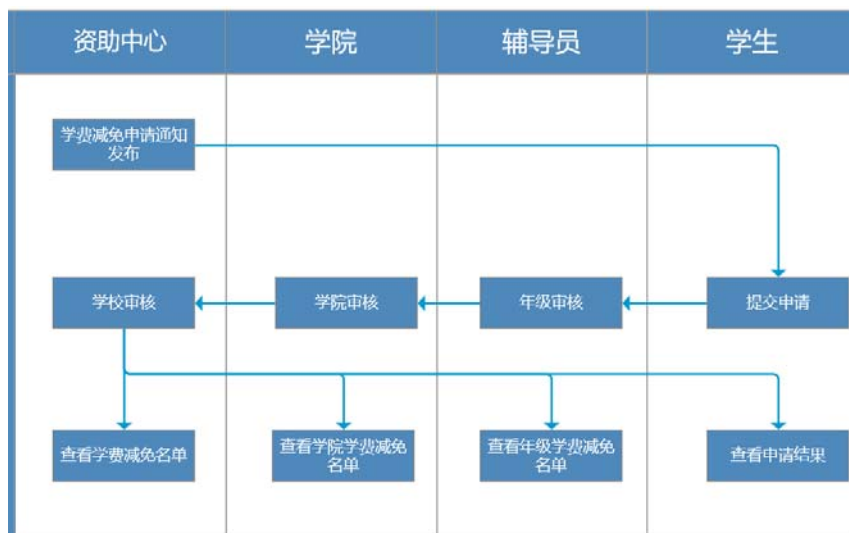 资助中心
学院
辅导员
学生
学费减免申请通知
发布
学校审核
学院审核
年级审核
提交申请
查看学费减免名单
查看学院学费减免
名单
查看年级学费减免
名单
查看申请结果